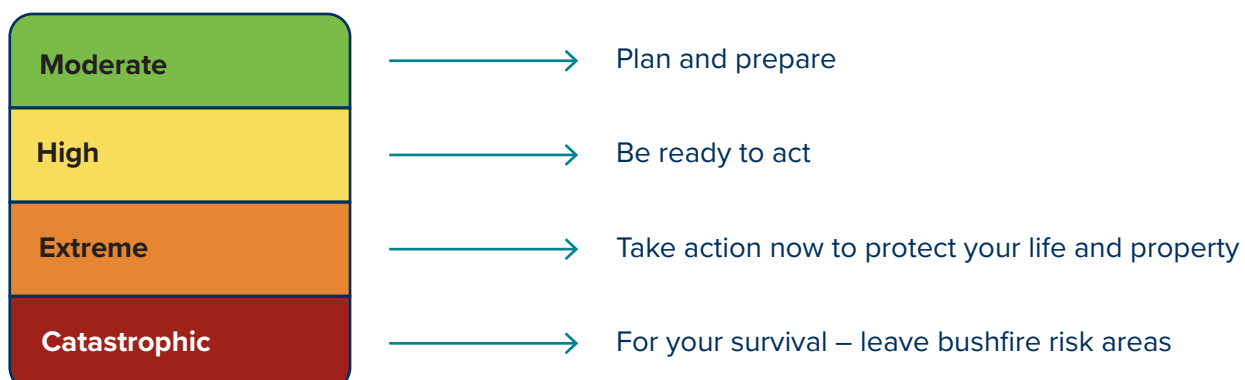 Moderate
Plan and prepare
High
Be ready to act
Extreme
Take action now to protect your life and property
Catastrophic
For your survival – leave bushfire risk areas